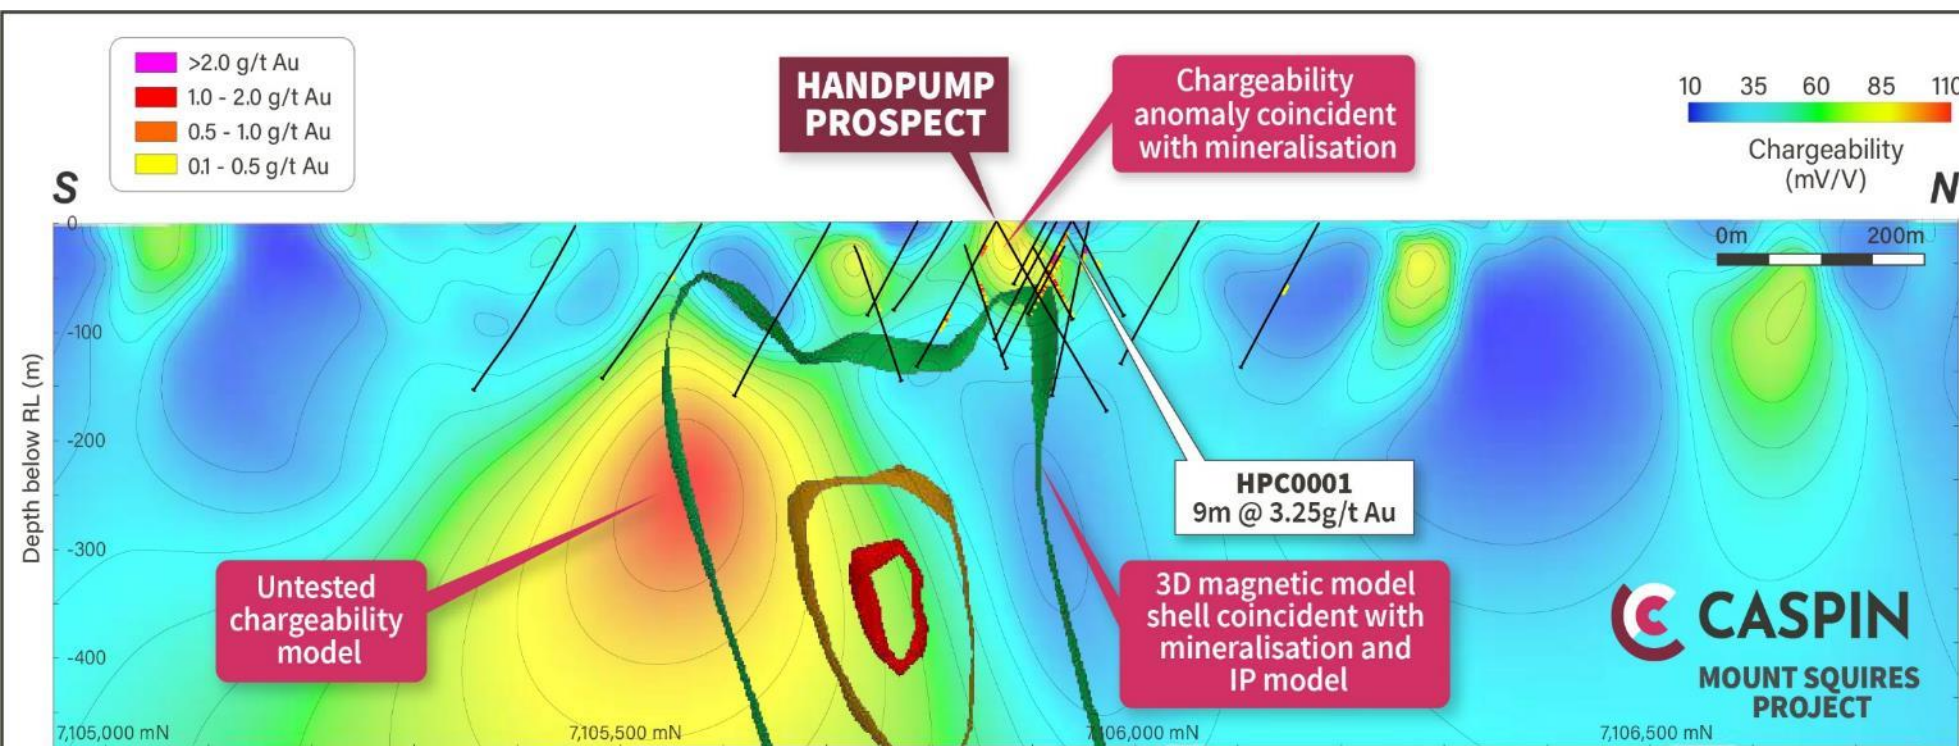 >2.0 g/t Au
1.0 - 2.0 g/t Au
0.5 - 1.0 g/t Au
0.1 - 0.5 g/t Au
HANDPUMP
PROSPECT
Chargeability
anomaly coincident
with mineralisation
10 35 60 85 110
Chargeability
(mV/V)
S
N
0m 200m
0
-100
-200
-300
-400
Depth below RL (m)
HPC0001
9m @ 3.25g/t Au
Untested
chargeability
model
3D magnetic model
shell coincident with
mineralisation and
IP model
CASPIN
MOUNT SQUIRES
PROJECT
7,105,000 mN 7,105,500 mN 7,106,000 mN 7,106,500 mN